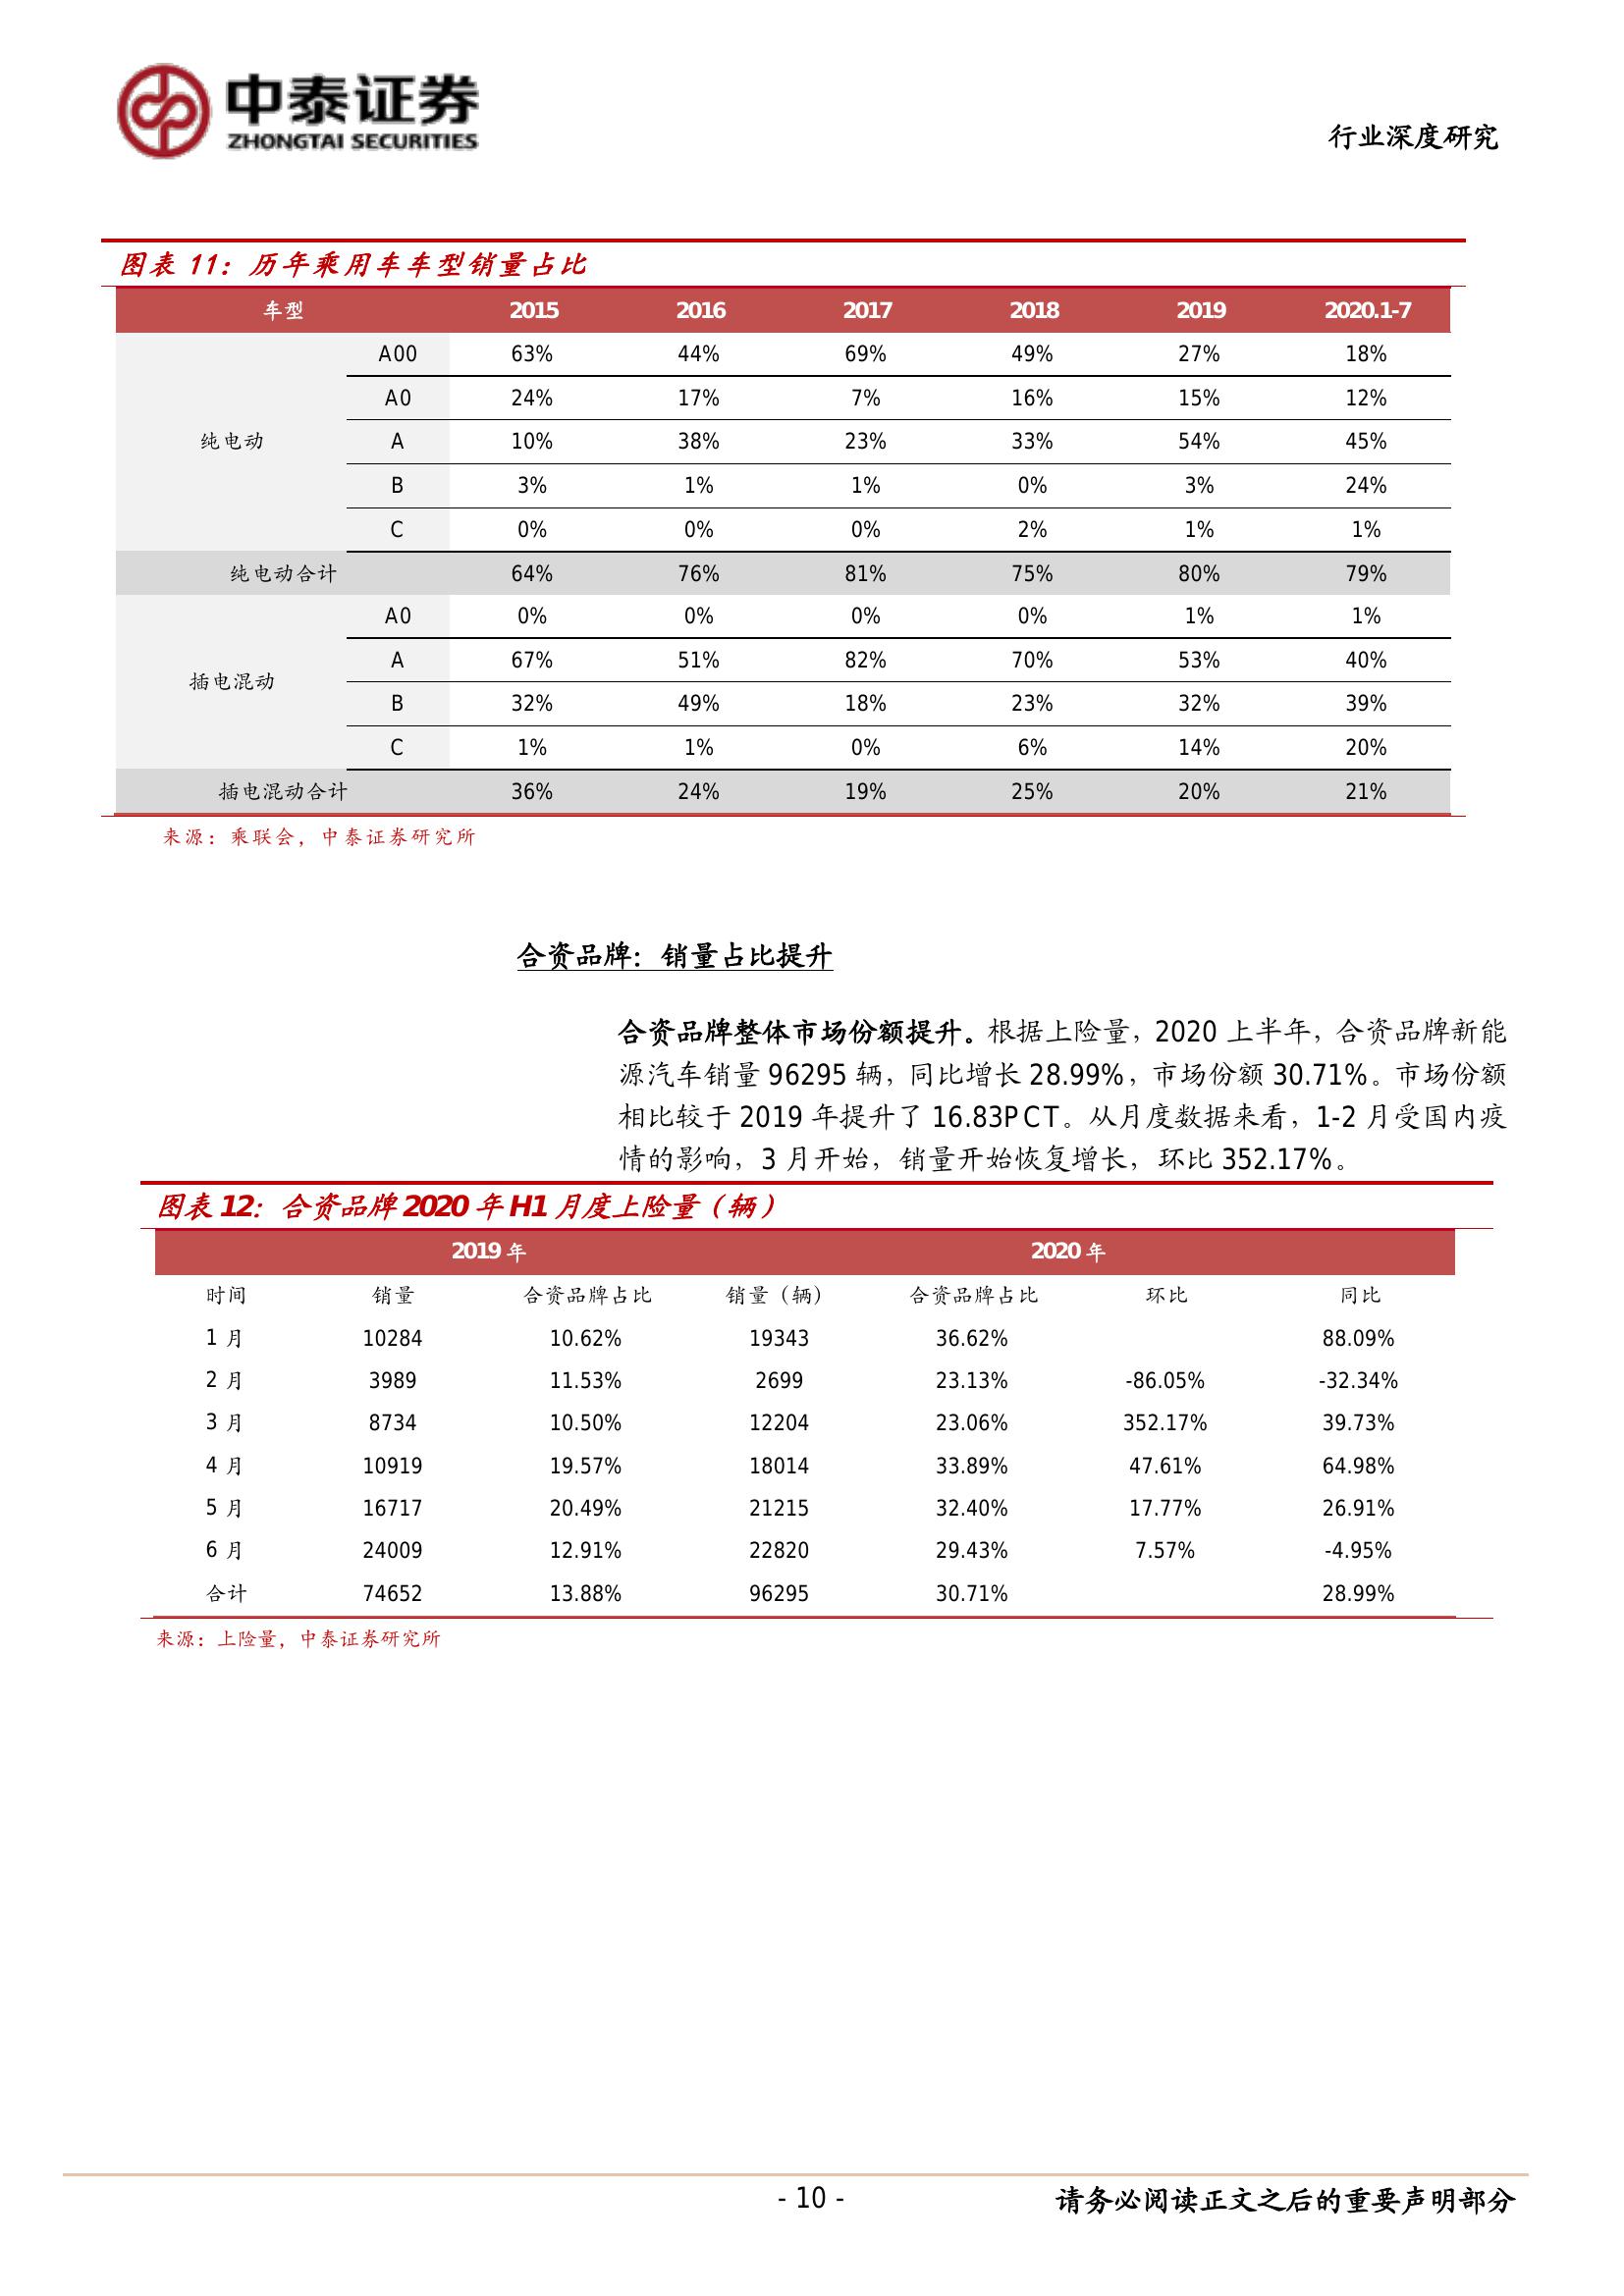 中泰证券
ZHONGTAI SECURITIES
行业深度研究
图表 11：历年乘用车车型销量占比
车型 2015 2016 2017 2018 2019 2020.1-7
A00 63% 44% 69% 49% 27% 18%
A0 24% 17% 7% 16% 15% 12%
纯电动 A 10% 38% 23% 33% 54% 45%
B 3% 1% 1% 0% 3% 24%
C 0% 0% 0% 2% 1% 1%
纯电动合计 64% 76% 81% 75% 80% 79%
A0 0% 0% 0% 0% 1% 1%
A 67% 51% 82% 70% 53% 40%
插电混动
B 32% 49% 18% 23% 32% 39%
C 1% 1% 0% 6% 14% 20%
插电混动合计 36% 24% 19% 25% 20% 21%
来源：乘联会，中泰证券研究所
合资品牌：销量占比提升
合资品牌整体市场份额提升。根据上险量，2020 上半年，合资品牌新能
源汽车销量 96295 辆，同比增长 28.99%，市场份额 30.71%。市场份额
相比较于 2019 年提升了 16.83PCT。从月度数据来看，1-2 月受国内疫
情的影响，3 月开始，销量开始恢复增长，环比 352.17%。
图表 12：合资品牌 2020 年 H1 月度上险量（辆）
2019 年 2020 年
时间 销量 合资品牌占比 销量（辆） 合资品牌占比 环比 同比
1 月 10284 10.62% 19343 36.62% 88.09%
2 月 3989 11.53% 2699 23.13% -86.05% -32.34%
3 月 8734 10.50% 12204 23.06% 352.17% 39.73%
4 月 10919 19.57% 18014 33.89% 47.61% 64.98%
5 月 16717 20.49% 21215 32.40% 17.77% 26.91%
6 月 24009 12.91% 22820 29.43% 7.57% -4.95%
合计 74652 13.88% 96295 30.71% 28.99%
来源：上险量，中泰证券研究所
- 10 - 请务必阅读正文之后的重要声明部分